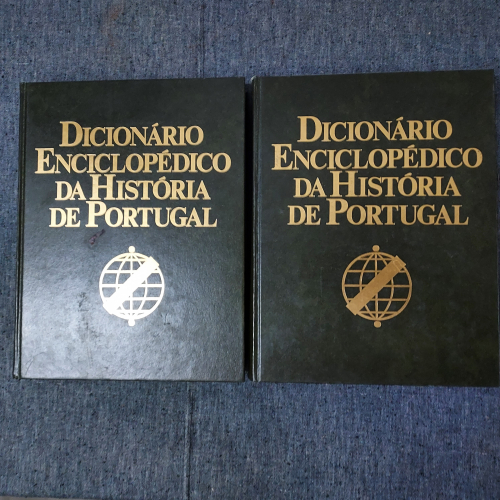 DICIONÁRIO
ENCICLOPÉDICO
DA HISTÓRIA
DE PORTUGAL
DICIONÁRIO
ENCICLOPÉDICO
DA HISTÓRIA
DE PORTUGAL